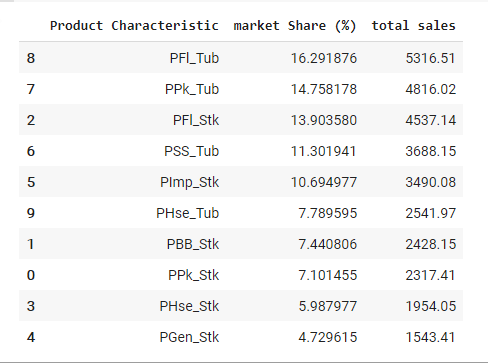 Product Characteristic market Share (%) total sales
8 PFl_Tub 16.291876 5316.51
7 PPk_Tub 14.758178 4816.02
2 PFl_Stk 13.903580 4537.14
6 PSS_Tub 11.301941 3688.15
5 PImp_Stk 10.694977 3490.08
9 PHse_Tub 7.789595 2541.97
1 PBB_Stk 7.440806 2428.15
0 PPk_Stk 7.101455 2317.41
3 PHse_Stk 5.987977 1954.05
4 PGen_Stk 4.729615 1543.41